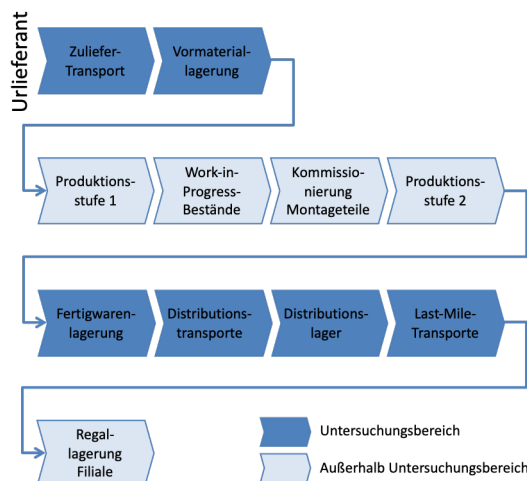 Urlieferant
Zuliefer-
Transport
Vormaterial
lagerung
Produktions-
stufe 1
Work-in-
Progress-
Bestände
Kommissio-
nierung
Montageteile
Produktions-
stufe 2
Fertigwaren-
lagerung
Distributions-
transporte
Distributions-
lager
Last-Mile-
Transporte
Regal-
lagerung
Filiale
Untersuchungsbereich
Außerhalb Untersuchungsbereich